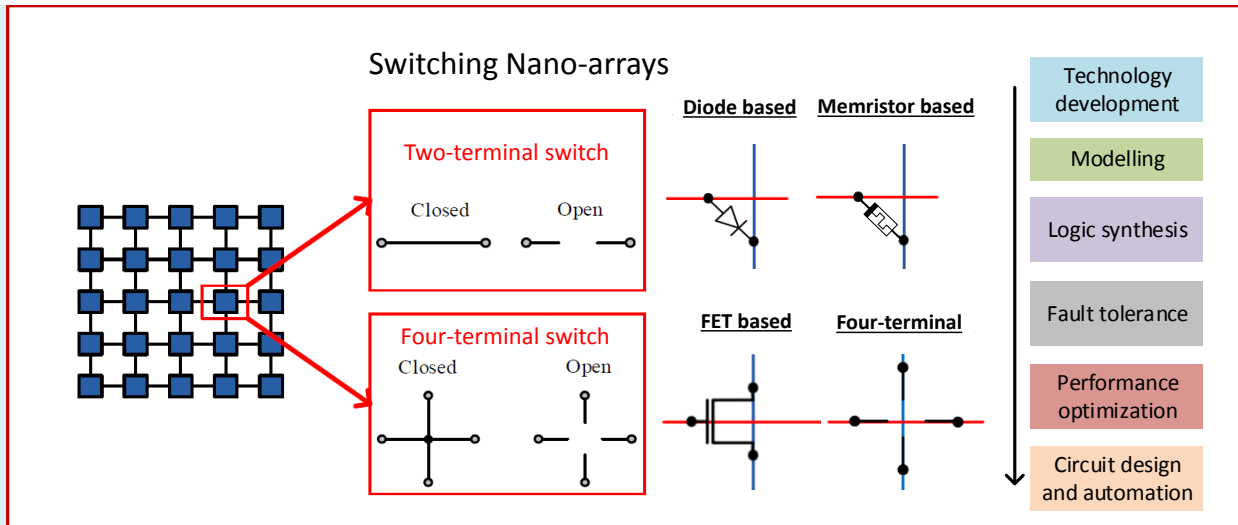 Switching Nano-arrays
Two-terminal switch
Closed
Open
Four-terminal switch
Closed
Open
Diode based
Memristor based
FET based
Four-terminal
Technology
development
Modelling
Logic synthesis
Fault tolerance
Performance
optimization
Circuit design
and automation